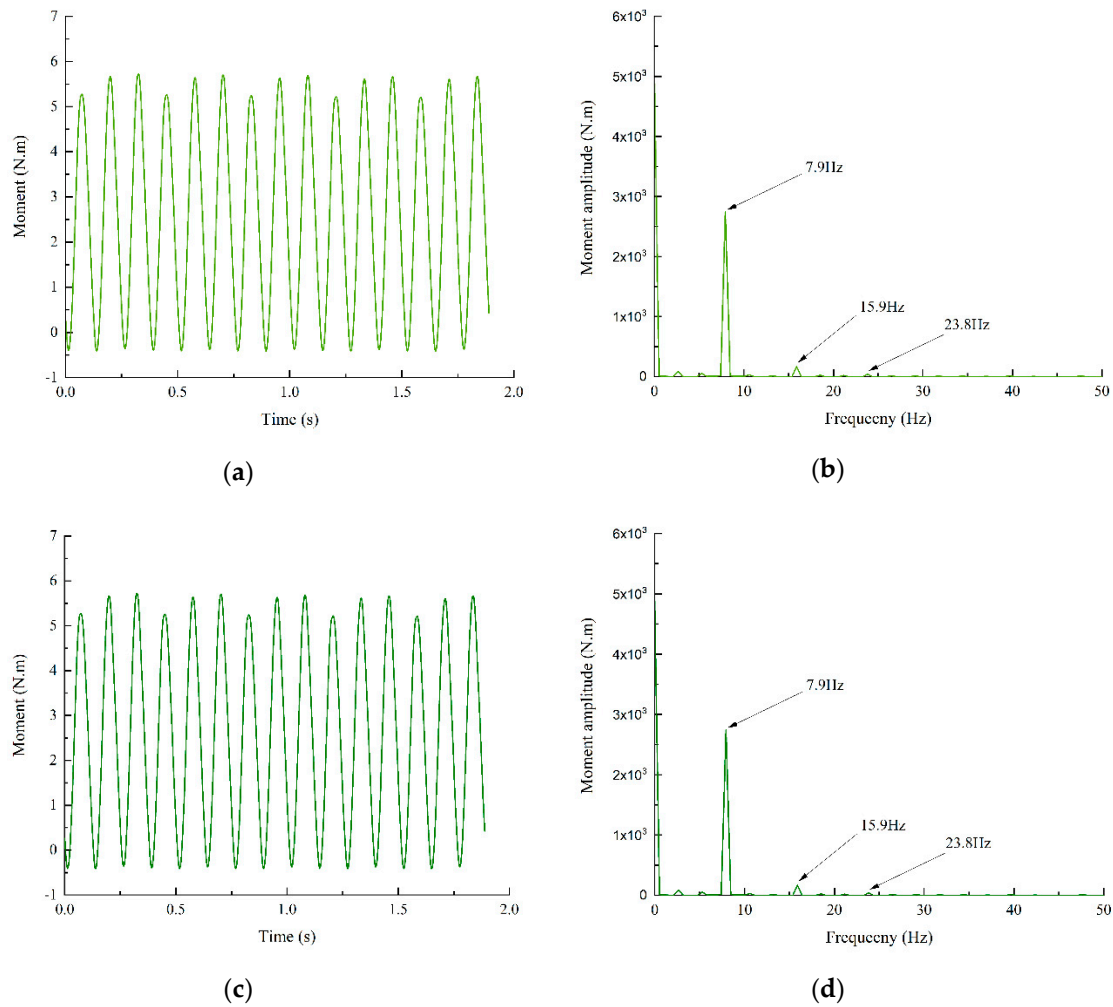 7
6
5
4
3
2
1
0
-1
0.0
0.5
1.0
1.5
2.0
Moment (N.m)
Time (s)
(a)
6x10³
5x10³
4x10³
3x10³
2x10³
1x10³
0
0
10
20
30
40
50
Moment amplitude (N.m)
Frequeeny (Hz)
7.9Hz
15.9Hz
23.8Hz
(b)
7
6
5
4
3
2
1
0
-1
0.0
0.5
1.0
1.5
2.0
Moment (N.m)
Time (s)
(c)
6x10³
5x10³
4x10³
3x10³
2x10³
1x10³
0
0
10
20
30
40
50
Moment amplitude (N.m)
Frequeeny (Hz)
7.9Hz
15.9Hz
23.8Hz
(d)